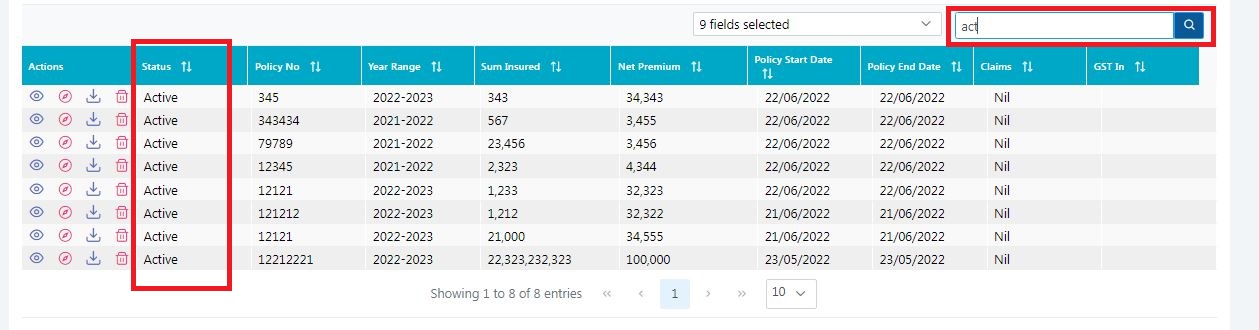 9 fields selected act
Actions Status Policy No Year Range Sum Insured Net Premium Policy Start Date Policy End Date Claims GST In
Active 345 2022-2023 343 34,343 22/06/2022 22/06/2022 Nil
Active 343434 2021-2022 567 3,455 22/06/2022 22/06/2022 Nil
Active 79789 2021-2022 23,456 3,456 22/06/2022 22/06/2022 Nil
Active 12345 2021-2022 2,323 4,344 22/06/2022 22/06/2022 Nil
Active 12121 2022-2023 1,233 32,323 22/06/2022 22/06/2022 Nil
Active 121212 2022-2023 1,212 32,322 21/06/2022 21/06/2022 Nil
Active 12121 2022-2023 21,000 34,555 21/06/2022 21/06/2022 Nil
Active 12212221 2022-2023 22,323,232,323 100,000 23/05/2022 23/05/2022 Nil
Showing 1 to 8 of 8 entries « ‹ 1 › » 10